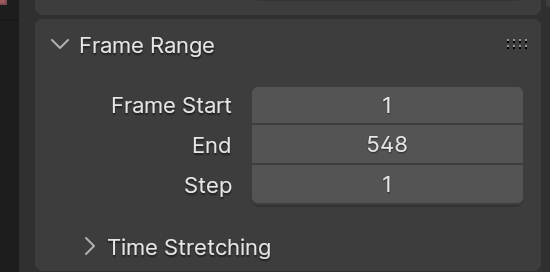 Frame Range
Frame Start 1
End 548
Step 1
Time Stretching